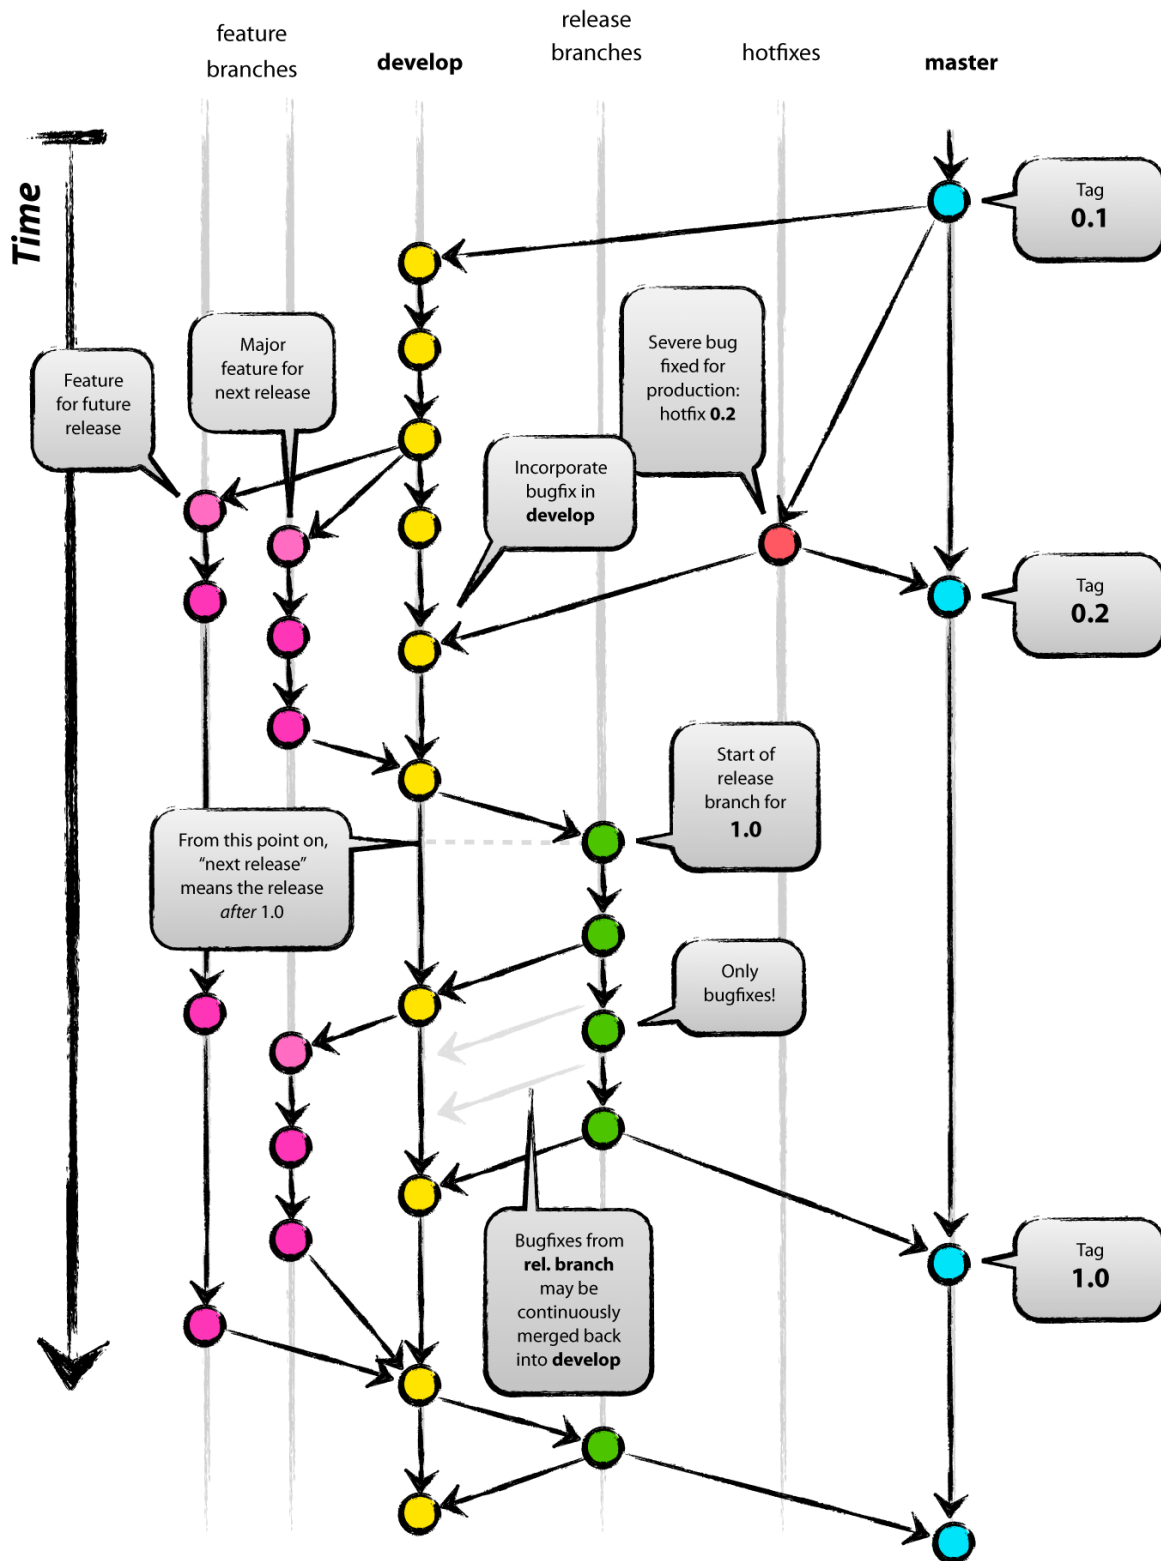 feature
branches
develop
release
branches
hotfixes
master
Time
Tag
0.1
Major
feature for
next release
Feature
for future
release
Severe bug
fixed for
production:
hotfix 0.2
Incorporate
bugfix in
develop
Tag
0.2
Start of
release
branch for
1.0
From this point on,
“next release”
means the release
after 1.0
Only
bugfixes!
Bugfixes from
rel. branch
may be
continuously
merged back
into develop
Tag
1.0